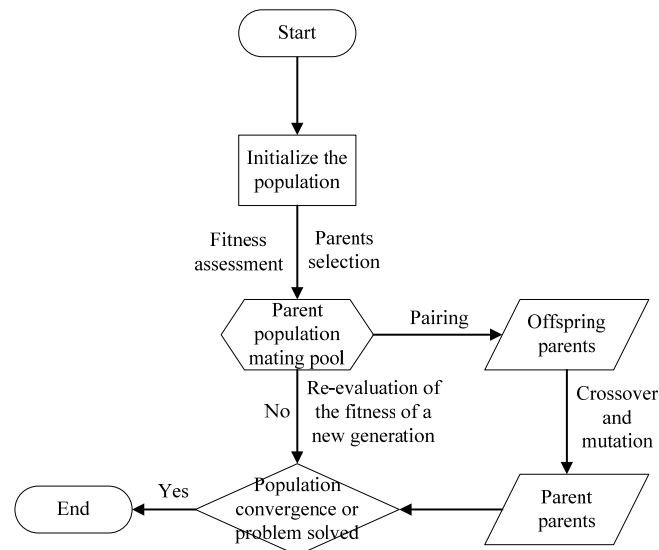 Start
Initialize the
population
Fitness
assessment
Parents
selection
Parent
population
mating pool
Pairing
Offspring
parents
No
Re-evaluation of
the fitness of a
new generation
Crossover
and
mutation
End
Yes
Population
convergence or
problem solved
Parent
parents